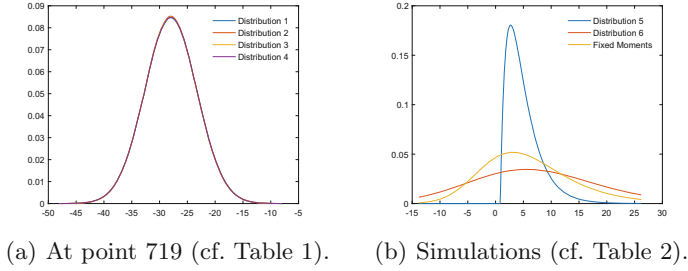 0.09
0.08
0.07
0.06
0.05
0.04
0.03
0.02
0.01
0
-50 -45 -40 -35 -30 -25 -20 -15 -10 -5
Distribution 1
Distribution 2
Distribution 3
Distribution 4
0.2
0.15
0.1
0.05
0
-15 -10 -5 0 5 10 15 20 25 30
Distribution 5
Distribution 6
Fixed Moments
(a) At point 719 (cf. Table 1).
(b) Simulations (cf. Table 2).